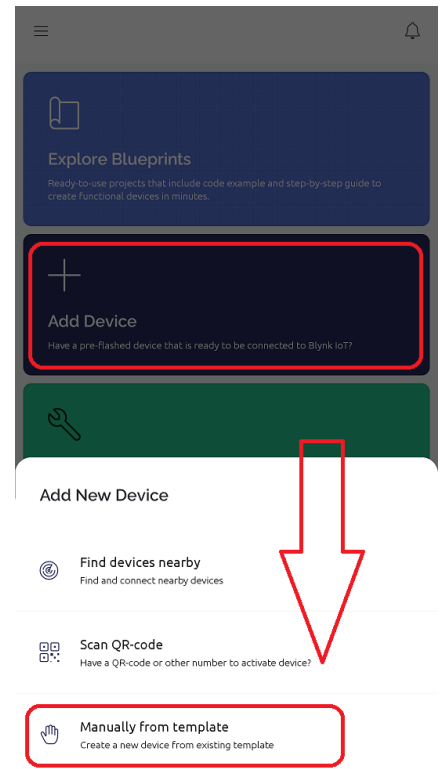 Explore Blueprints
Ready-to-use projects that include code example and step-by-step guide to
create functional devices in minutes.
Add Device
Have a pre-flashed device that is ready to be connected to Blynk IoT?
Add New Device
Find devices nearby
Find and connect nearby devices
Scan QR-code
Have a QR-code or other number to activate device?
Manually from template
Create a new device from existing template